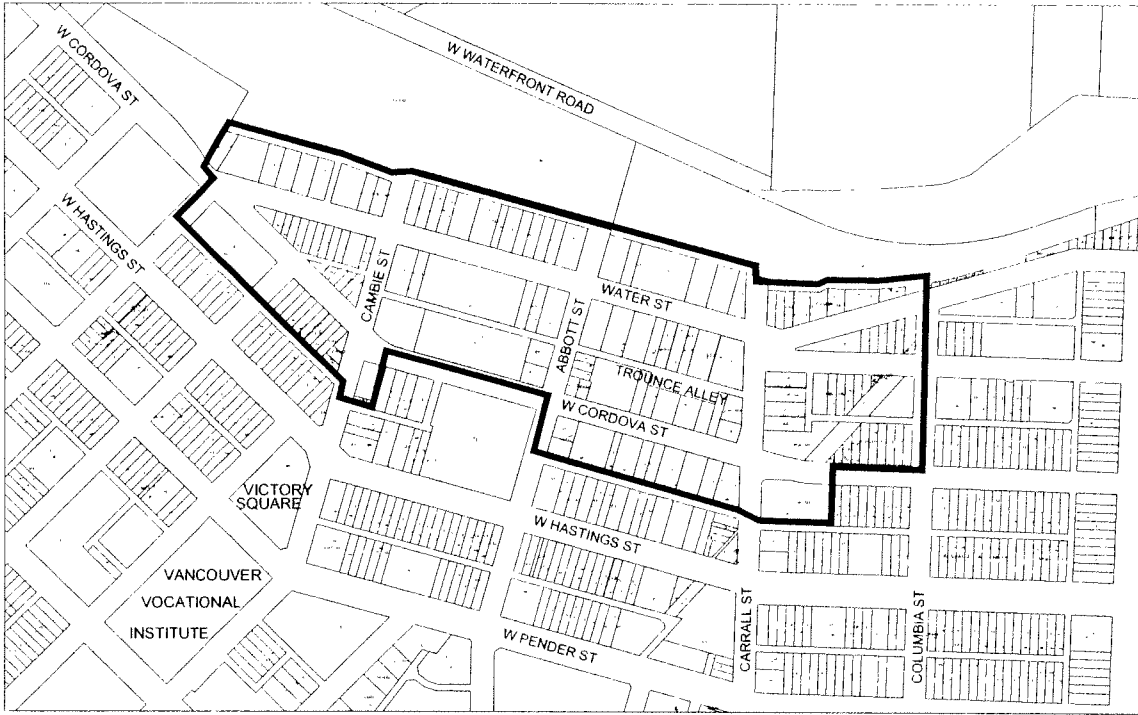 W CORDOVA ST
W WATERFRONT ROAD
W HASTINGS ST
CAMBIE ST
WATER ST
ABBOTT ST
TROUNCE ALLEY
W CORDOVA ST
VICTORY
SQUARE
W HASTINGS ST
VANCOUVER
VOCATIONAL
INSTITUTE
W PENDER ST
CARRALL ST
COLUMBIA ST